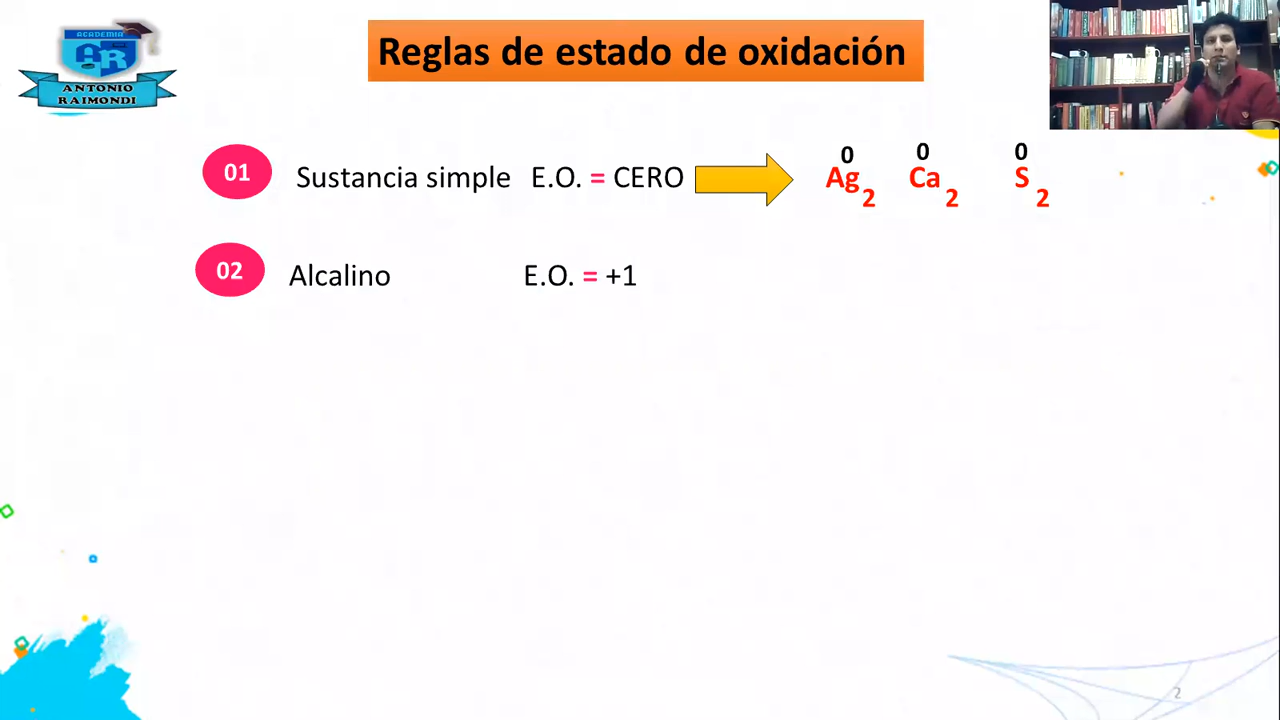 ACADEMIA
AR
ANTONIO
RAIMONDI
Reglas de estado de oxidación
01 Sustancia simple E.O. = CERO
0 0 0
Ag2 Ca2 S2
02 Alcalino E.O. = +1
2